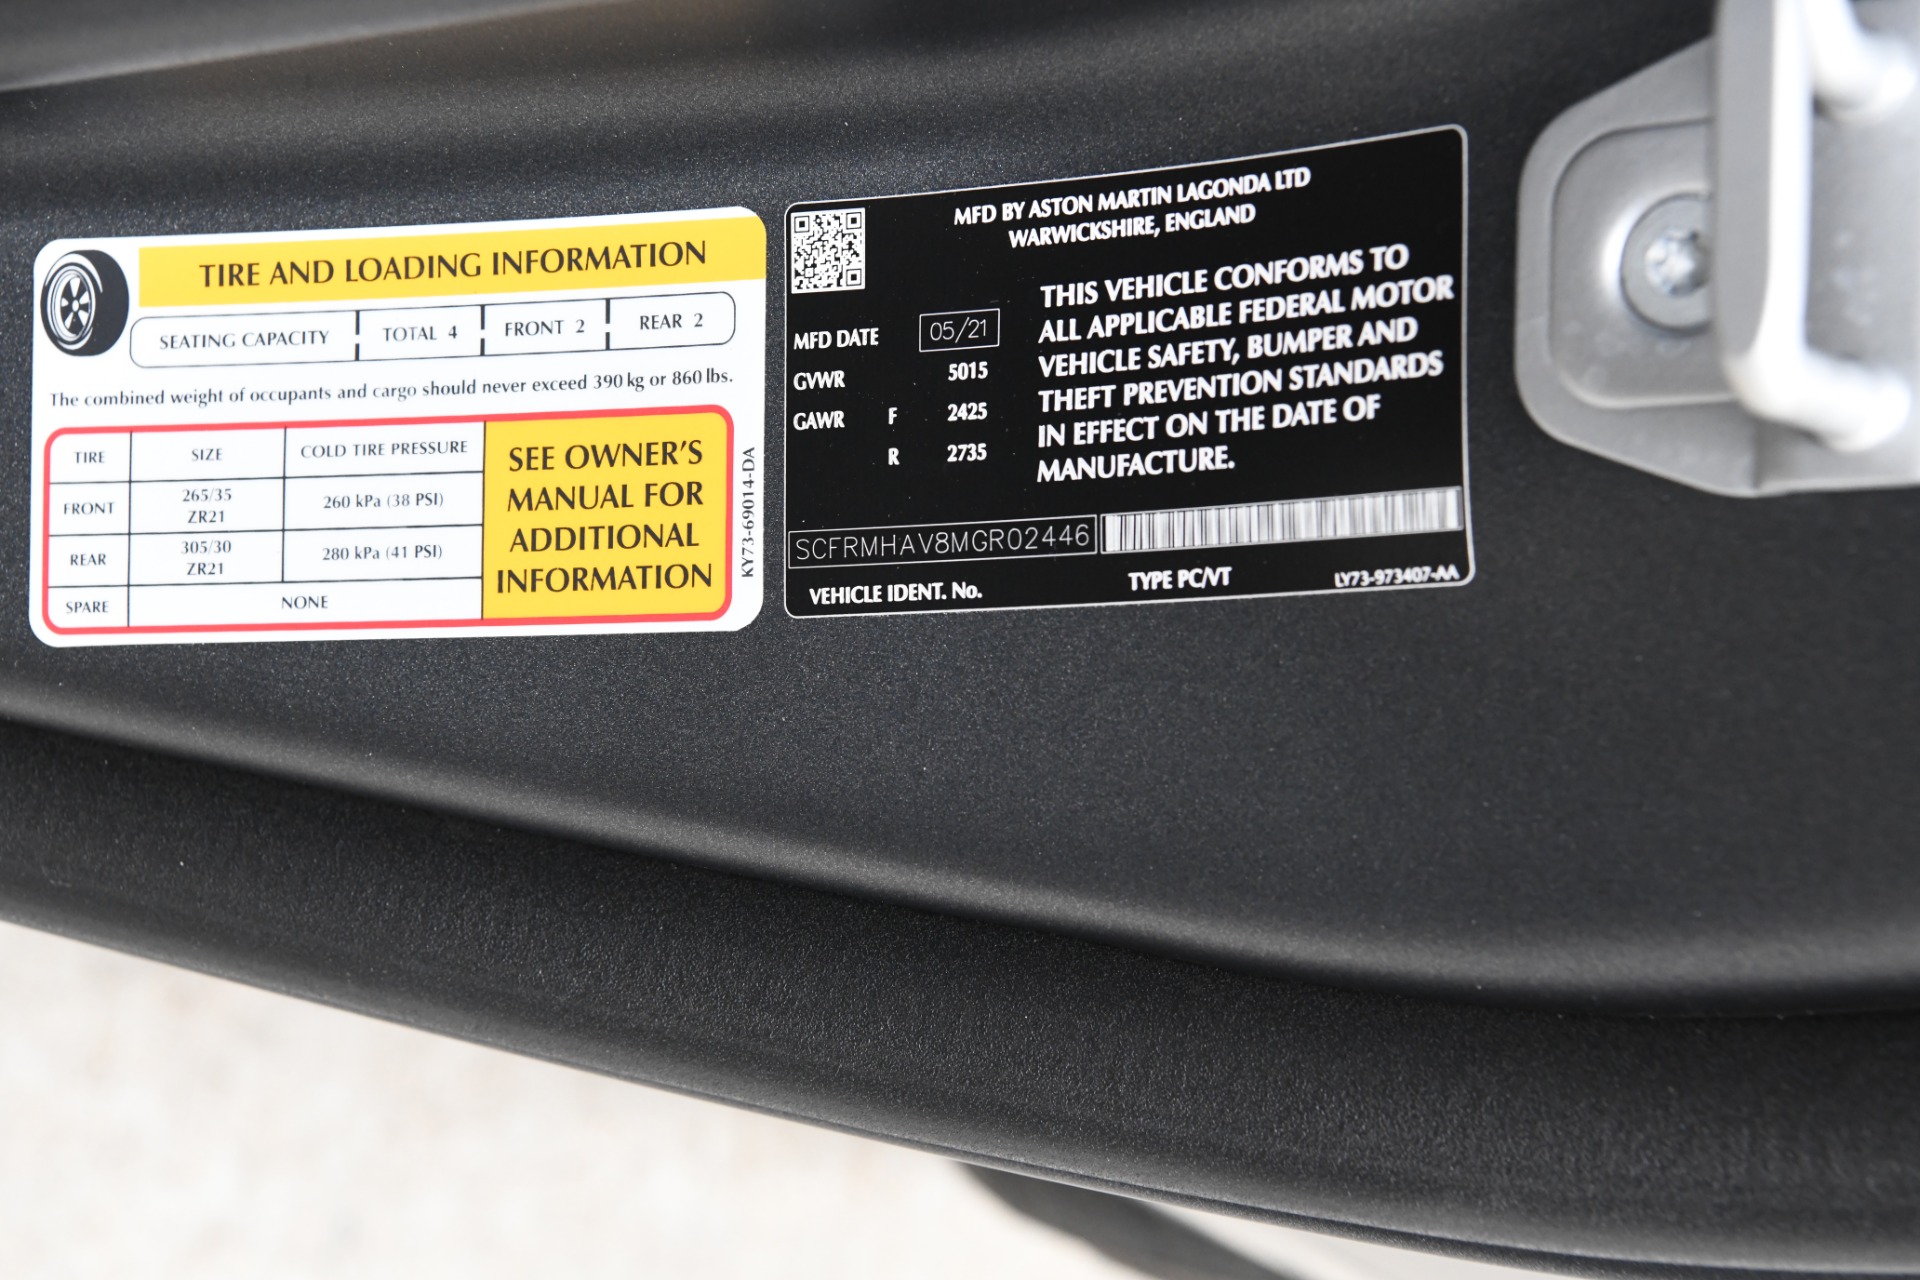 TIRE AND LOADING INFORMATION
SEATING CAPACITY TOTAL 4 FRONT 2 REAR 2
The combined weight of occupants and cargo should never exceed 390 kg or 860 lbs.
TIRE SIZE COLD TIRE PRESSURE
FRONT 265/35 ZR21 260 kPa (38 PSI)
REAR 305/30 ZR21 280 kPa (41 PSI)
SPARE NONE
SEE OWNER'S
MANUAL FOR
ADDITIONAL
INFORMATION
KY73-69014-DA
MFD BY ASTON MARTIN LAGONDA LTD
WARWICKSHIRE, ENGLAND
MFD DATE 05/21
GVWR 5015
GAWR F 2425
R 2735
THIS VEHICLE CONFORMS TO
ALL APPLICABLE FEDERAL MOTOR
VEHICLE SAFETY, BUMPER AND
THEFT PREVENTION STANDARDS
IN EFFECT ON THE DATE OF
MANUFACTURE.
SCFRMHAV8MGR02446
VEHICLE IDENT. No. TYPE PC/VT LY73-973407-AA